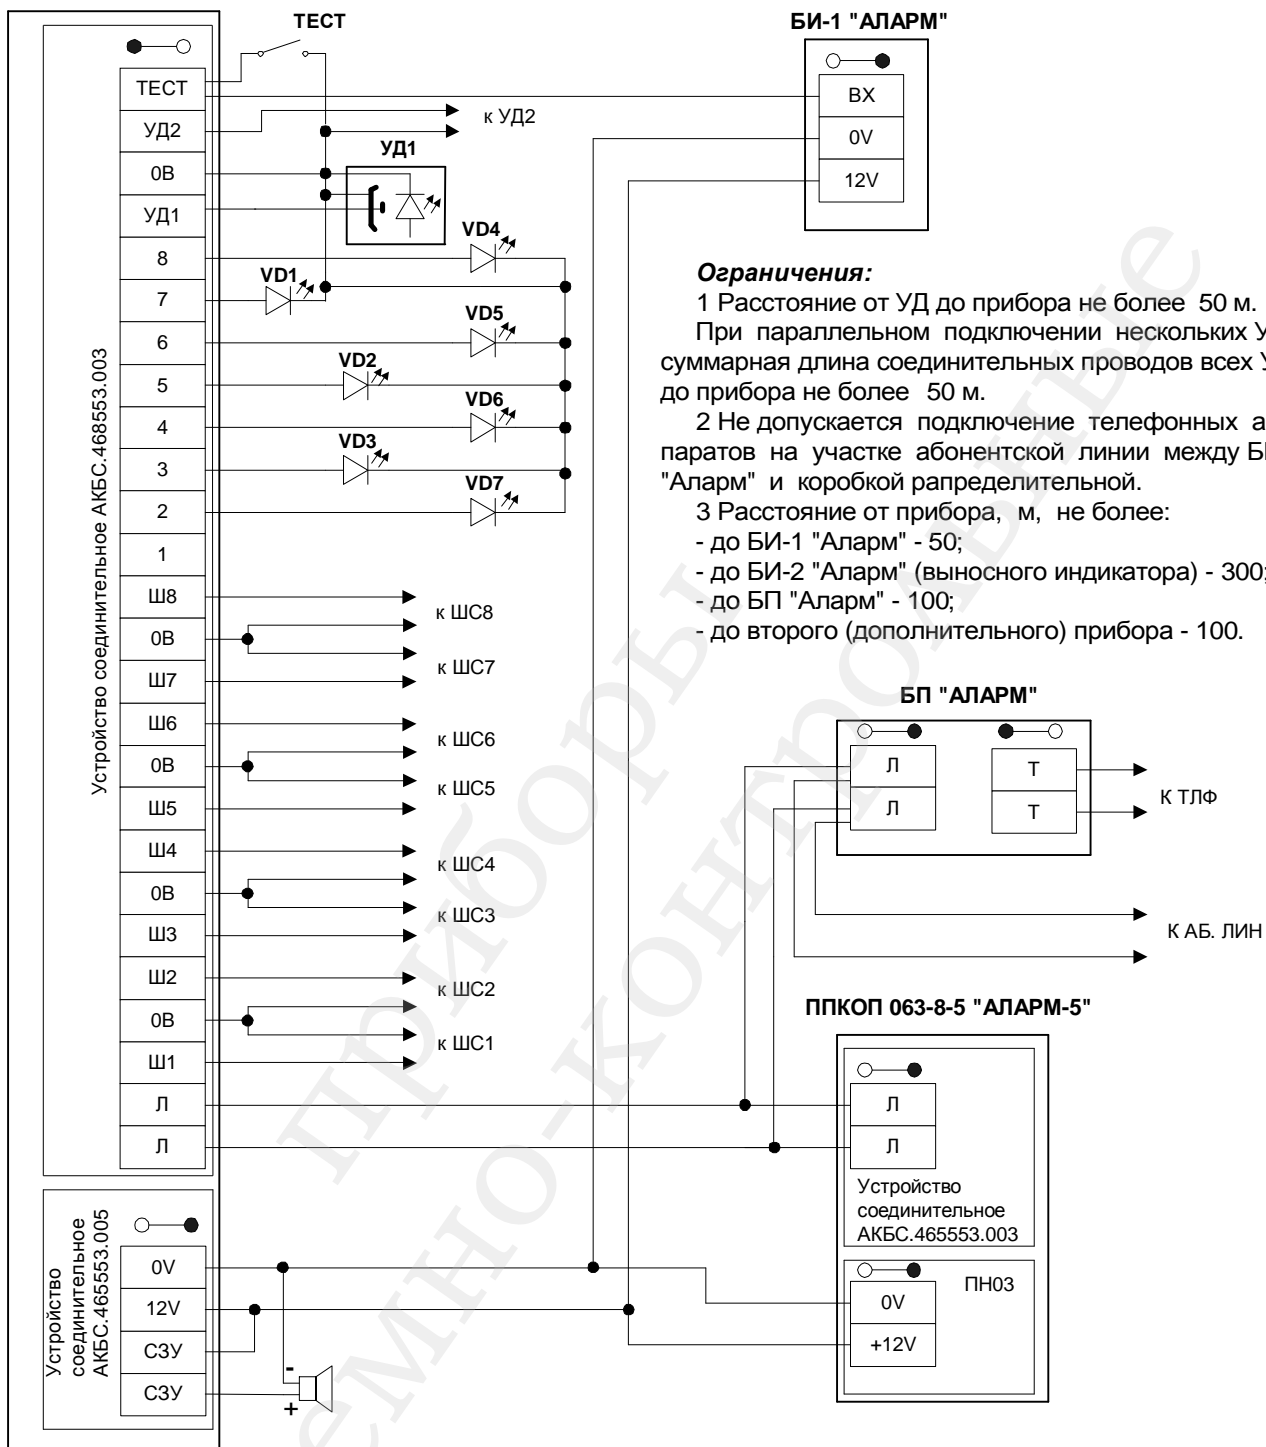 ТЕСТ
БИ-1 "АЛАРМ"
Устройство соединительное АКБС.468553.003
ТЕСТ
УД2
0В
УД1
8
7
6
5
4
3
2
1
Ш8
0В
Ш7
Ш6
0В
Ш5
Ш4
0В
Ш3
Ш2
0В
Ш1
Л
Л
к УД2
УД1
VD4
VD1
VD5
VD2
VD6
VD3
VD7
к ШС8
к ШС7
к ШС6
к ШС5
к ШС4
к ШС3
к ШС2
к ШС1
ВХ
0V
12V
Ограничения:
1 Расстояние от УД до прибора не более 50 м.
При параллельном подключении нескольких
суммарная длина соединительных проводов всех
до прибора не более 50 м.
2 Не допускается подключение телефонных а
паратов на участке абонентской линии между
"Аларм" и коробкой рапределительной.
3 Расстояние от прибора, м, не более:
- до БИ-1 "Аларм" - 50;
- до БИ-2 "Аларм" (выносного индикатора) - 300;
- до БП "Аларм" - 100;
- до второго (дополнительного) прибора - 100.
БП "АЛАРМ"
Л
Л
Т
Т
К ТЛФ
К АБ. ЛИН
ППКОП 063-8-5 "АЛАРМ-5"
Л
Л
Устройство
соединительное
АКБС.465553.003
ПН03
0V
+12V
Устройство
соединительное
АКБС.465553.005
0V
12V
СЗУ
СЗУ
-
+
приборы
емно-контрольные